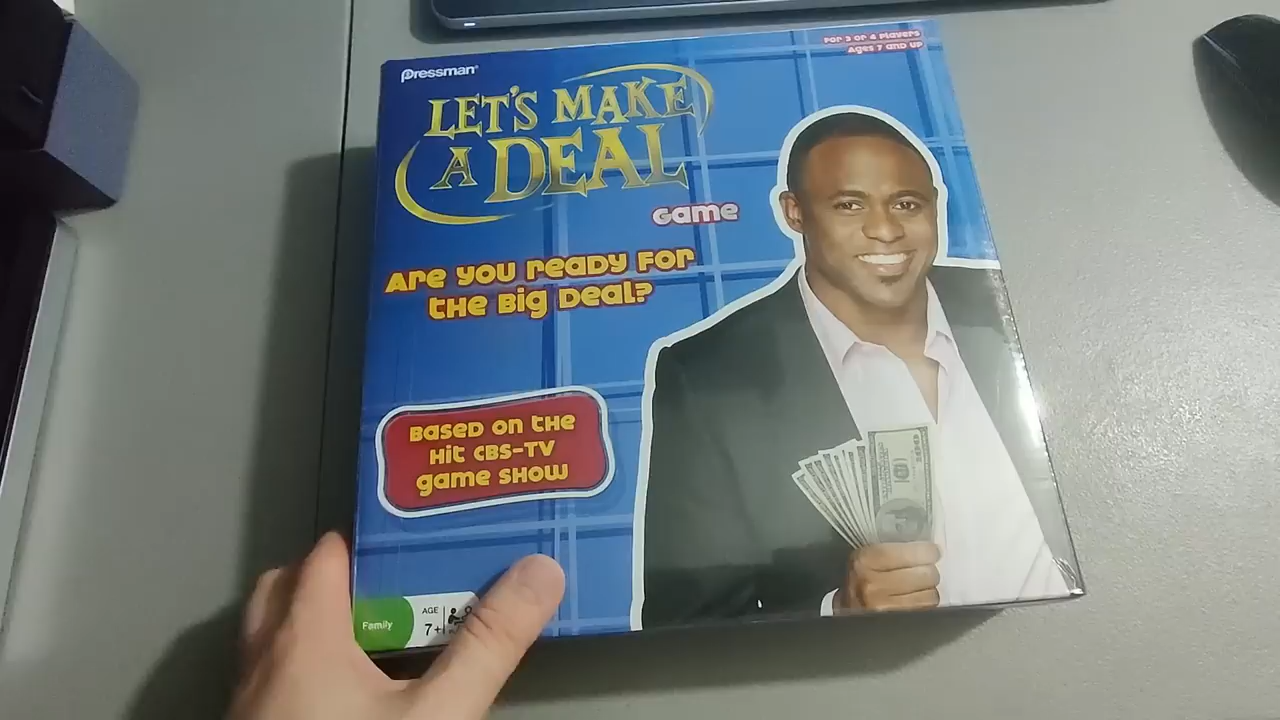 Pressman®
For 3 or 4 Players
Ages 7 and up
LET'S MAKE
A DEAL
Game
Are you ready for
the Big Deal?
Based on the
Hit CBS-TV
game show
Family
AGE
7+
100